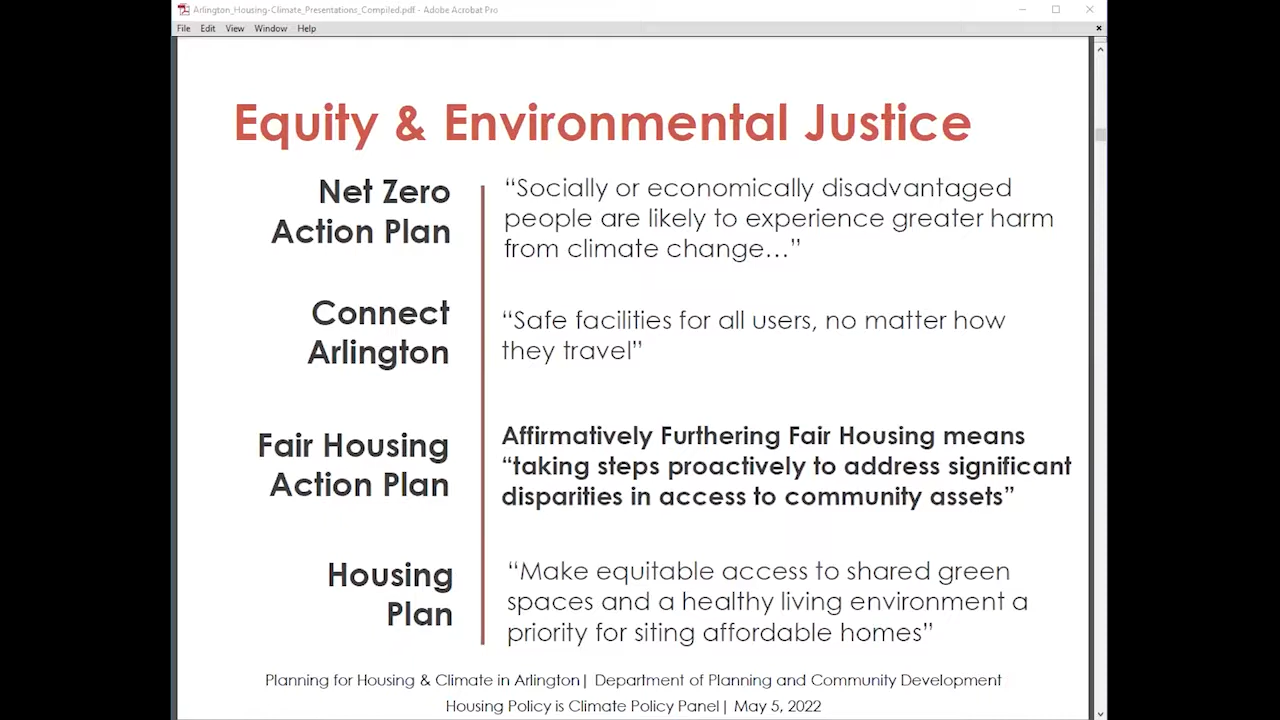 Arlington_Housing-Climate_Presentations_Compiled.pdf - Adobe Acrobat Pro
File Edit View Window Help
Equity & Environmental Justice
Net Zero
Action Plan
“Socially or economically disadvantaged
people are likely to experience greater harm
from climate change…”
Connect
Arlington
“Safe facilities for all users, no matter how
they travel”
Fair Housing
Action Plan
Affirmatively Furthering Fair Housing means
“taking steps proactively to address significant
disparities in access to community assets”
Housing
Plan
“Make equitable access to shared green
spaces and a healthy living environment a
priority for siting affordable homes”
Planning for Housing & Climate in Arlington| Department of Planning and Community Development
Housing Policy is Climate Policy Panel| May 5, 2022